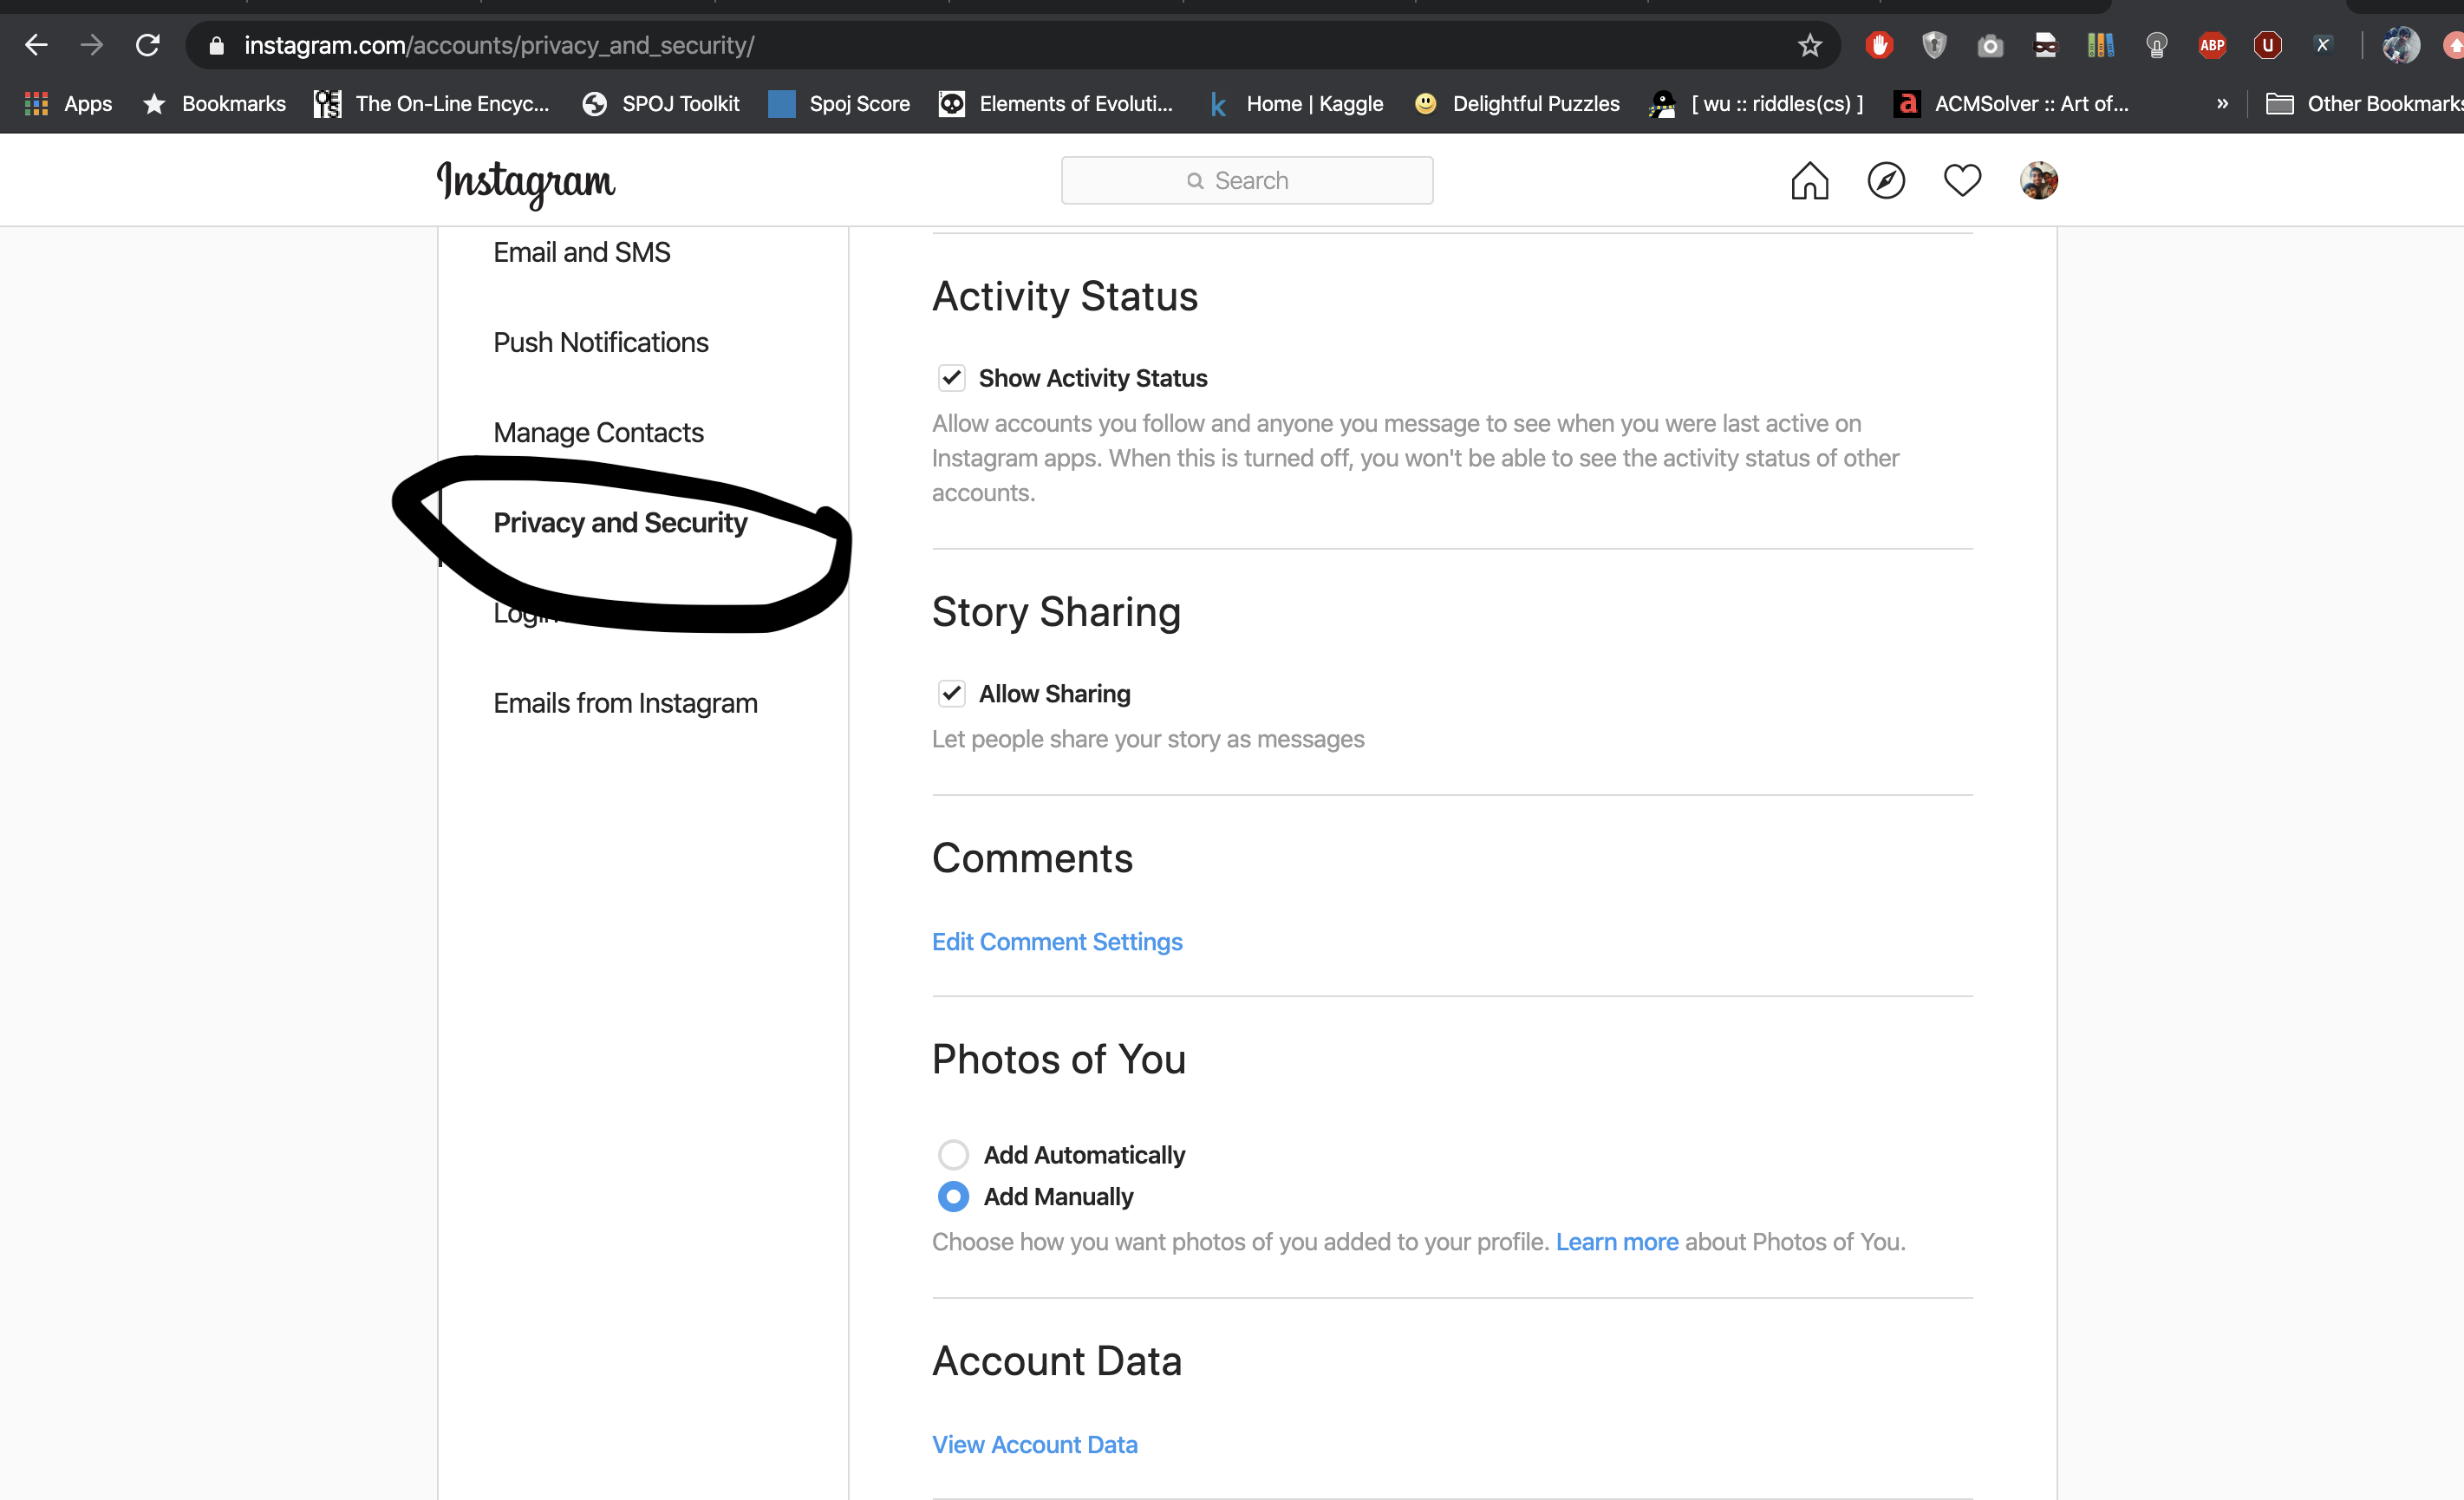 instagram.com/accounts/privacy_and_security/
ABP
Apps
Bookmarks
The On-Line Encyc...
SPOJ Toolkit
Spoj Score
Elements of Evoluti...
Home | Kaggle
Delightful Puzzles
[ wu :: riddles(cs) ]
ACMSolver :: Art of...
»
Other Bookmarks
Instagram
Search
Email and SMS
Push Notifications
Manage Contacts
Privacy and Security
Emails from Instagram
Activity Status
Show Activity Status
Allow accounts you follow and anyone you message to see when you were last active on
Instagram apps. When this is turned off, you won't be able to see the activity status of other
accounts.
Story Sharing
Allow Sharing
Let people share your story as messages
Comments
Edit Comment Settings
Photos of You
Add Automatically
Add Manually
Choose how you want photos of you added to your profile. Learn more about Photos of You.
Account Data
View Account Data